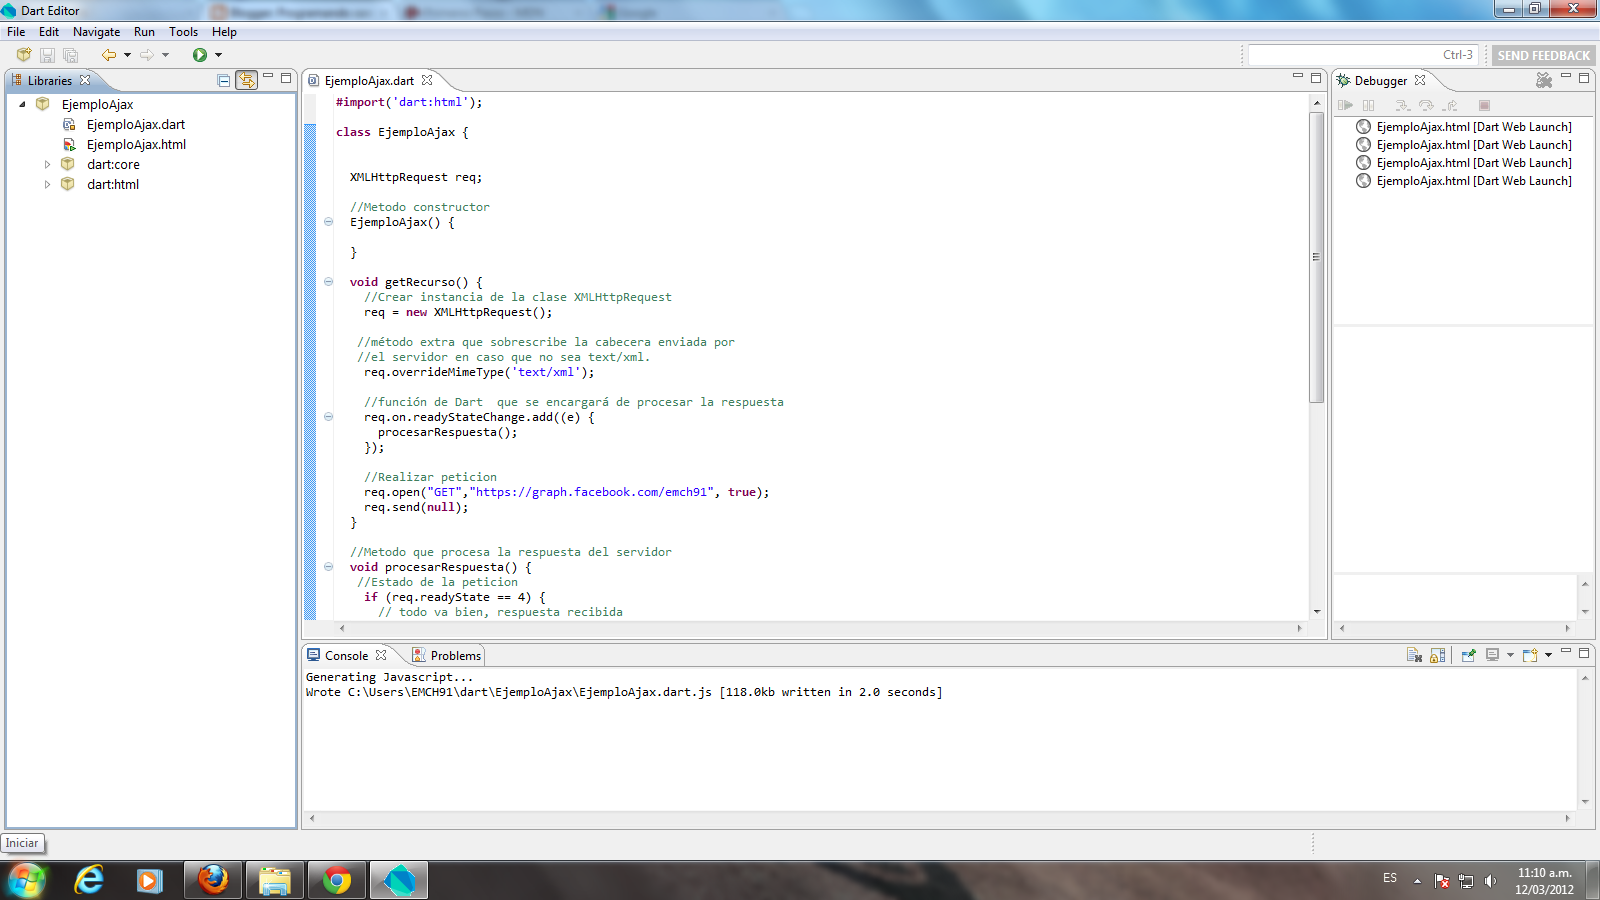 Dart Editor
File Edit Navigate Run Tools Help
Ctrl-3 SEND FEEDBACK
Libraries
EjemploAjax
EjemploAjax.dart
EjemploAjax.html
dart:core
dart:html
EjemploAjax.dart
#import('dart:html');
class EjemploAjax {
XMLHttpRequest req;
//Metodo constructor
EjemploAjax() {
}
void getRecurso() {
//Crear instancia de la clase XMLHttpRequest
req = new XMLHttpRequest();
//método extra que sobrescribe la cabecera enviada por
//el servidor en caso que no sea text/xml.
req.overrideMimeType('text/xml');
//función de Dart  que se encargará de procesar la respuesta
req.on.readyStateChange.add((e) {
procesarRespuesta();
});
//Realizar peticion
req.open("GET","https://graph.facebook.com/emch91", true);
req.send(null);
}
//Metodo que procesa la respuesta del servidor
void procesarRespuesta() {
//Estado de la peticion
if (req.readyState == 4) {
// todo va bien, respuesta recibida
Debugger
EjemploAjax.html [Dart Web Launch]
EjemploAjax.html [Dart Web Launch]
EjemploAjax.html [Dart Web Launch]
EjemploAjax.html [Dart Web Launch]
Console Problems
Generating Javascript...
Wrote C:\Users\EMCH91\dart\EjemploAjax\EjemploAjax.dart.js [118.0kb written in 2.0 seconds]
Iniciar
ES
11:10 a.m.
12/03/2012